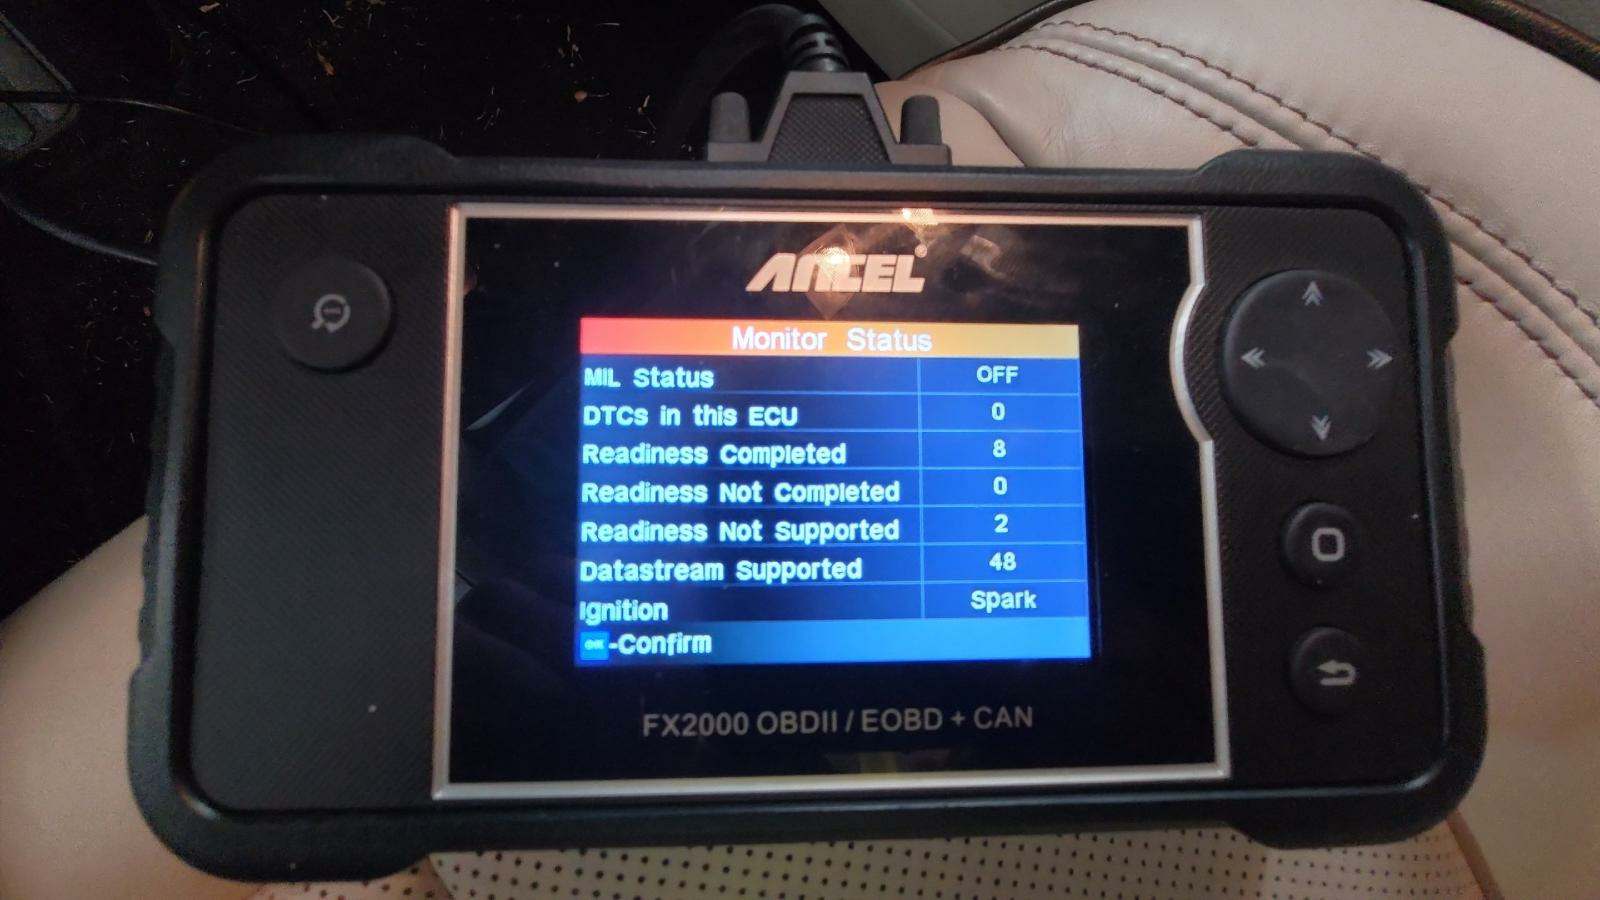 ANCEL®
Monitor Status
MIL Status OFF
DTCs in this ECU 0
Readiness Completed 8
Readiness Not Completed 0
Readiness Not Supported 2
Datastream Supported 48
Ignition Spark
OK -Confirm
FX2000 OBDII / EOBD + CAN